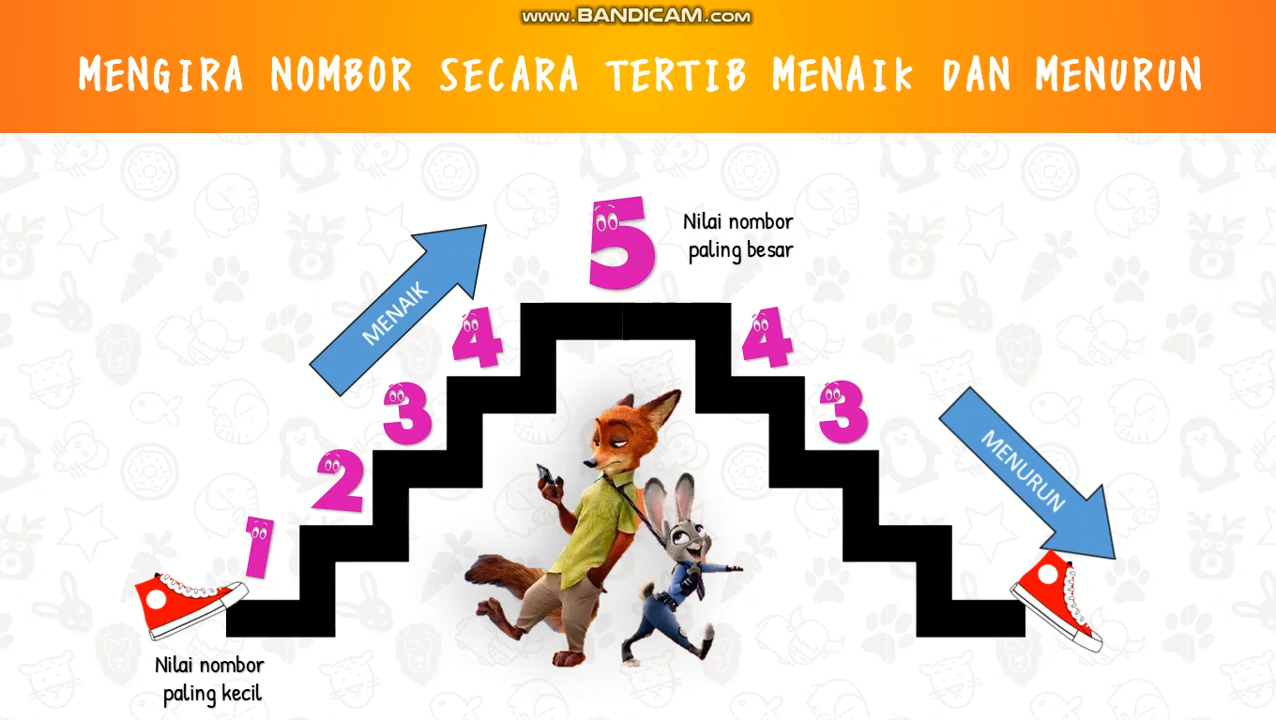 www.BANDICAM.com
MENGIRA NOMBOR SECARA TERTIB MENAIK DAN MENURUN
5
Nilai nombor
paling besar
MENAIK
4
4
3
3
MENURUN
2
1
Nilai nombor
paling kecil